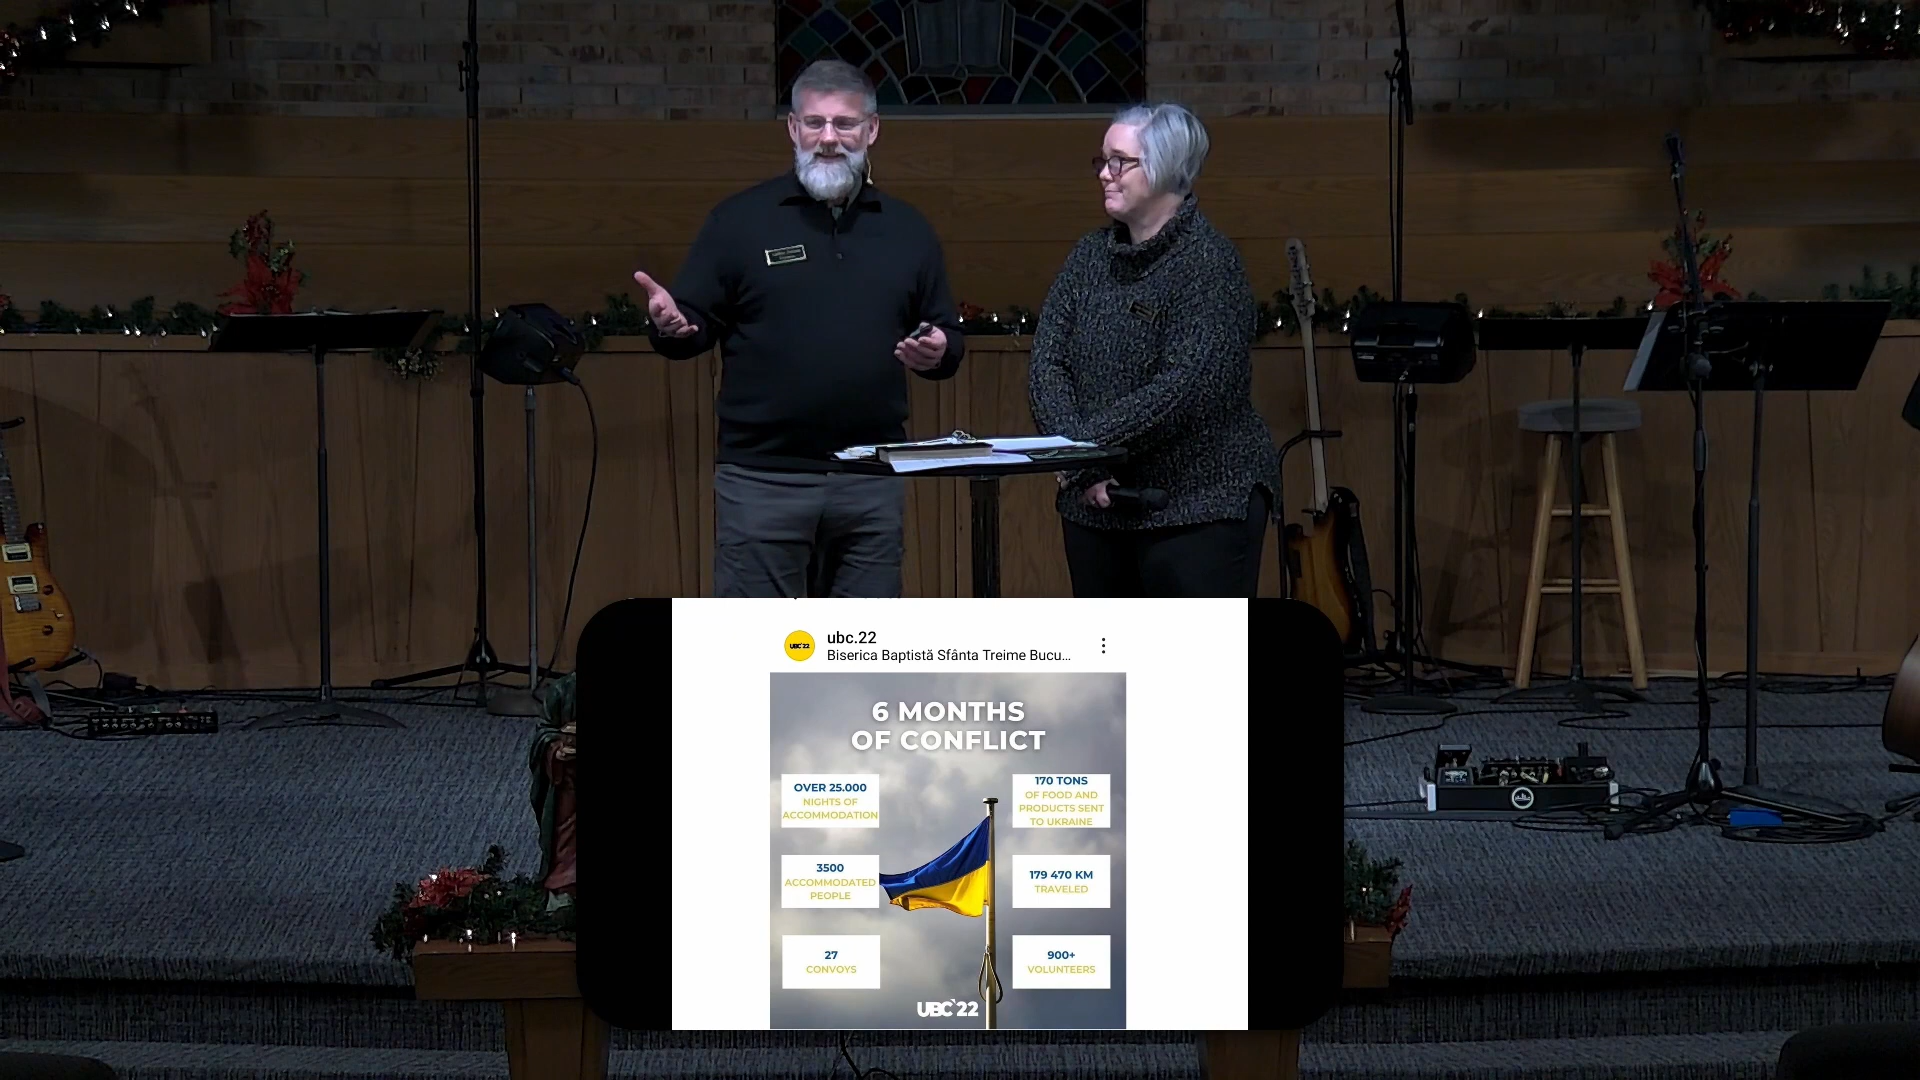 ubc.22
Biserica Baptistă Sfânta Treime Bucu...
6 MONTHS
OF CONFLICT
OVER 25.000
NIGHTS OF
ACCOMMODATION
170 TONS
OF FOOD AND
PRODUCTS SENT
TO UKRAINE
3500
ACCOMMODATED
PEOPLE
179 470 KM
TRAVELED
27
CONVOYS
900+
VOLUNTEERS
UBC`22